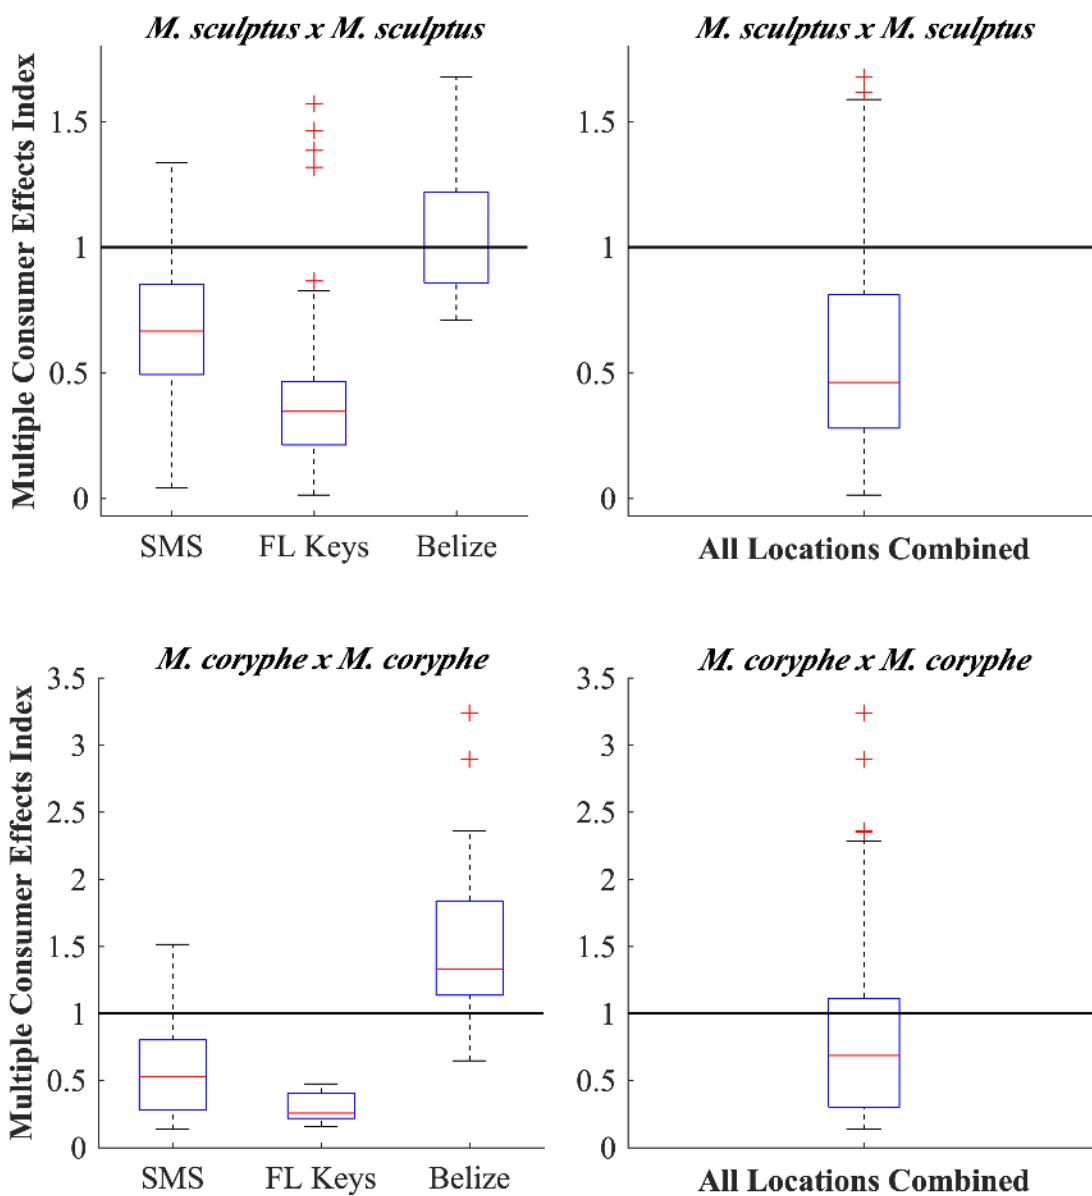 M. sculptus x M. sculptus
Multiple Consumer Effects Index
1.5
1
0.5
0
SMS FL Keys Belize
M. sculptus x M. sculptus
1.5
1
0.5
0
All Locations Combined
M. coryphe x M. coryphe
Multiple Consumer Effects Index
3.5
3
2.5
2
1.5
1
0.5
0
SMS FL Keys Belize
M. coryphe x M. coryphe
3.5
3
2.5
2
1.5
1
0.5
0
All Locations Combined